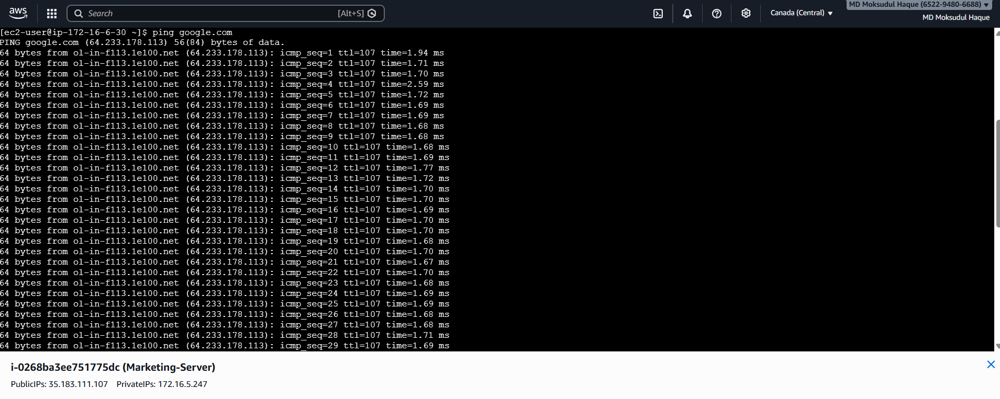 aws
Search [Alt+S]
Canada (Central)
MD Moksudul Haque (6522-9480-6688)
MD Moksudul Haque
[ec2-user@ip-172-16-6-30 ~]$ ping google.com
PING google.com (64.233.178.113) 56(84) bytes of data.
64 bytes from ol-in-f113.1e100.net (64.233.178.113): icmp_seq=1 ttl=107 time=1.94 ms
64 bytes from ol-in-f113.1e100.net (64.233.178.113): icmp_seq=2 ttl=107 time=1.71 ms
64 bytes from ol-in-f113.1e100.net (64.233.178.113): icmp_seq=3 ttl=107 time=1.70 ms
64 bytes from ol-in-f113.1e100.net (64.233.178.113): icmp_seq=4 ttl=107 time=2.59 ms
64 bytes from ol-in-f113.1e100.net (64.233.178.113): icmp_seq=5 ttl=107 time=1.72 ms
64 bytes from ol-in-f113.1e100.net (64.233.178.113): icmp_seq=6 ttl=107 time=1.69 ms
64 bytes from ol-in-f113.1e100.net (64.233.178.113): icmp_seq=7 ttl=107 time=1.69 ms
64 bytes from ol-in-f113.1e100.net (64.233.178.113): icmp_seq=8 ttl=107 time=1.68 ms
64 bytes from ol-in-f113.1e100.net (64.233.178.113): icmp_seq=9 ttl=107 time=1.68 ms
64 bytes from ol-in-f113.1e100.net (64.233.178.113): icmp_seq=10 ttl=107 time=1.68 ms
64 bytes from ol-in-f113.1e100.net (64.233.178.113): icmp_seq=11 ttl=107 time=1.69 ms
64 bytes from ol-in-f113.1e100.net (64.233.178.113): icmp_seq=12 ttl=107 time=1.77 ms
64 bytes from ol-in-f113.1e100.net (64.233.178.113): icmp_seq=13 ttl=107 time=1.72 ms
64 bytes from ol-in-f113.1e100.net (64.233.178.113): icmp_seq=14 ttl=107 time=1.70 ms
64 bytes from ol-in-f113.1e100.net (64.233.178.113): icmp_seq=15 ttl=107 time=1.70 ms
64 bytes from ol-in-f113.1e100.net (64.233.178.113): icmp_seq=16 ttl=107 time=1.69 ms
64 bytes from ol-in-f113.1e100.net (64.233.178.113): icmp_seq=17 ttl=107 time=1.70 ms
64 bytes from ol-in-f113.1e100.net (64.233.178.113): icmp_seq=18 ttl=107 time=1.70 ms
64 bytes from ol-in-f113.1e100.net (64.233.178.113): icmp_seq=19 ttl=107 time=1.68 ms
64 bytes from ol-in-f113.1e100.net (64.233.178.113): icmp_seq=20 ttl=107 time=1.70 ms
64 bytes from ol-in-f113.1e100.net (64.233.178.113): icmp_seq=21 ttl=107 time=1.67 ms
64 bytes from ol-in-f113.1e100.net (64.233.178.113): icmp_seq=22 ttl=107 time=1.70 ms
64 bytes from ol-in-f113.1e100.net (64.233.178.113): icmp_seq=23 ttl=107 time=1.68 ms
64 bytes from ol-in-f113.1e100.net (64.233.178.113): icmp_seq=24 ttl=107 time=1.69 ms
64 bytes from ol-in-f113.1e100.net (64.233.178.113): icmp_seq=25 ttl=107 time=1.69 ms
64 bytes from ol-in-f113.1e100.net (64.233.178.113): icmp_seq=26 ttl=107 time=1.68 ms
64 bytes from ol-in-f113.1e100.net (64.233.178.113): icmp_seq=27 ttl=107 time=1.68 ms
64 bytes from ol-in-f113.1e100.net (64.233.178.113): icmp_seq=28 ttl=107 time=1.71 ms
64 bytes from ol-in-f113.1e100.net (64.233.178.113): icmp_seq=29 ttl=107 time=1.69 ms
i-0268ba3ee751775dc (Marketing-Server)
PublicIPs: 35.183.111.107 PrivateIPs: 172.16.5.247